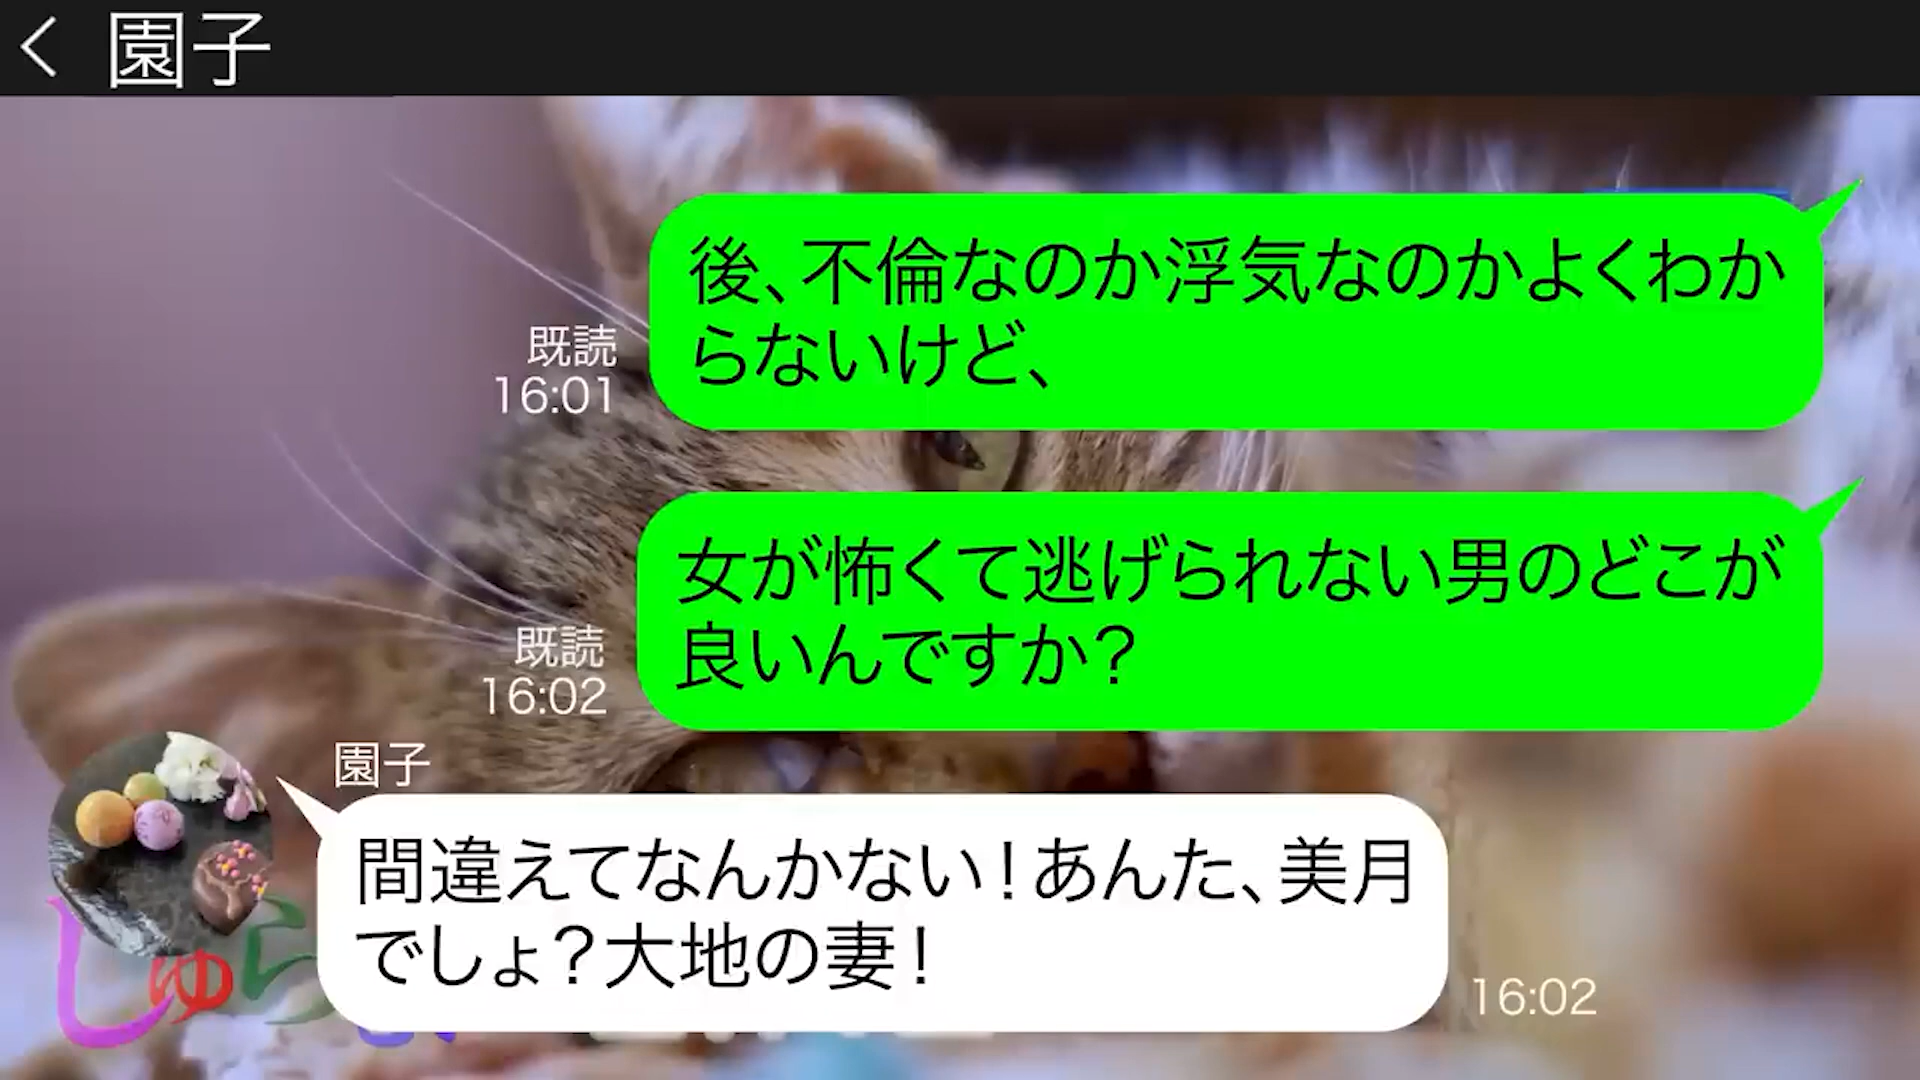 園子
後、不倫なのか浮気なのかよくわか
らないけど、
既読
16:01
女が怖くて逃げられない男のどこが
良いんですか?
既読
16:02
園子
間違えてなんかない!あんた、美月
でしょ?大地の妻!
16:02
しゅら